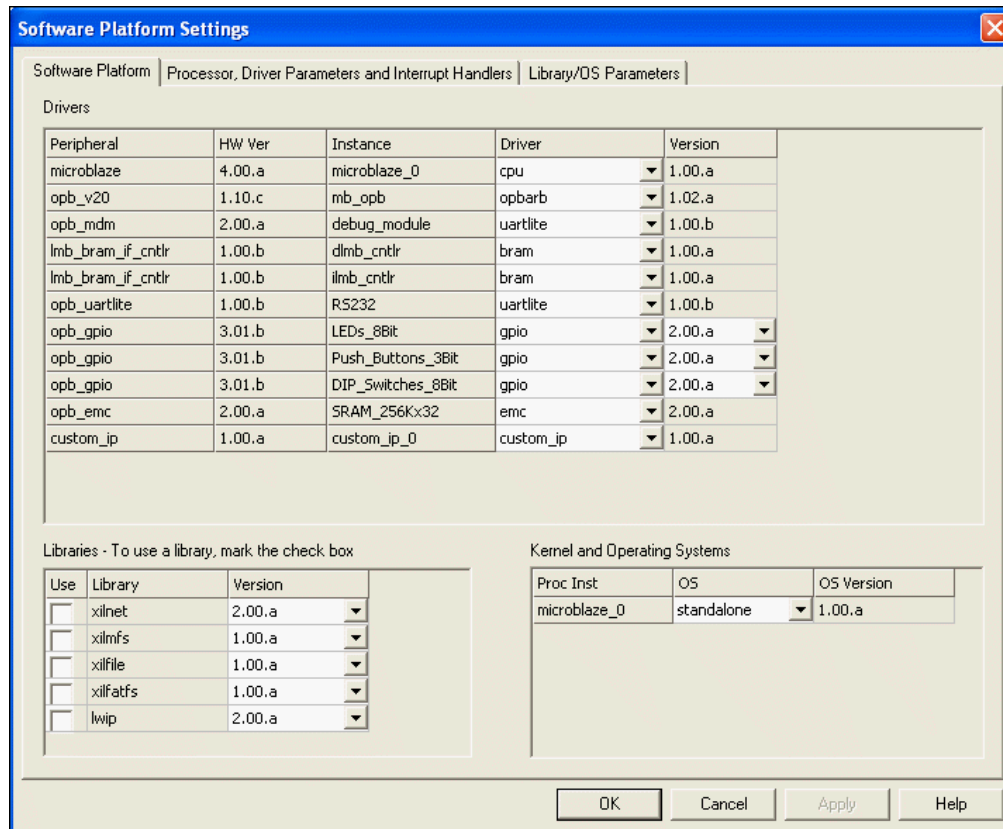 Software Platform Settings
Software Platform Processor, Driver Parameters and Interrupt Handlers Library/OS Parameters
Drivers
Peripheral HW Ver Instance Driver Version
microblaze 4.00.a microblaze_0 cpu 1.00.a
opb_v20 1.10.c mb_opb opbarb 1.02.a
opb_mdm 2.00.a debug_module uartlite 1.00.b
lmb_bram_if_cntlr 1.00.b dlmb_cntlr bram 1.00.a
lmb_bram_if_cntlr 1.00.b ilmb_cntlr bram 1.00.a
opb_uartlite 1.00.b RS232 uartlite 1.00.b
opb_gpio 3.01.b LEDs_8Bit gpio 2.00.a
opb_gpio 3.01.b Push_Buttons_3Bit gpio 2.00.a
opb_gpio 3.01.b DIP_Switches_8Bit gpio 2.00.a
opb_emc 2.00.a SRAM_256Kx32 emc 2.00.a
custom_ip 1.00.a custom_ip_0 custom_ip 1.00.a
Libraries - To use a library, mark the check box
Use Library Version
xilnet 2.00.a
xilmfs 1.00.a
xilfile 1.00.a
xilfatfs 1.00.a
lwip 2.00.a
Kernel and Operating Systems
Proc Inst OS OS Version
microblaze_0 standalone 1.00.a
OK Cancel Apply Help